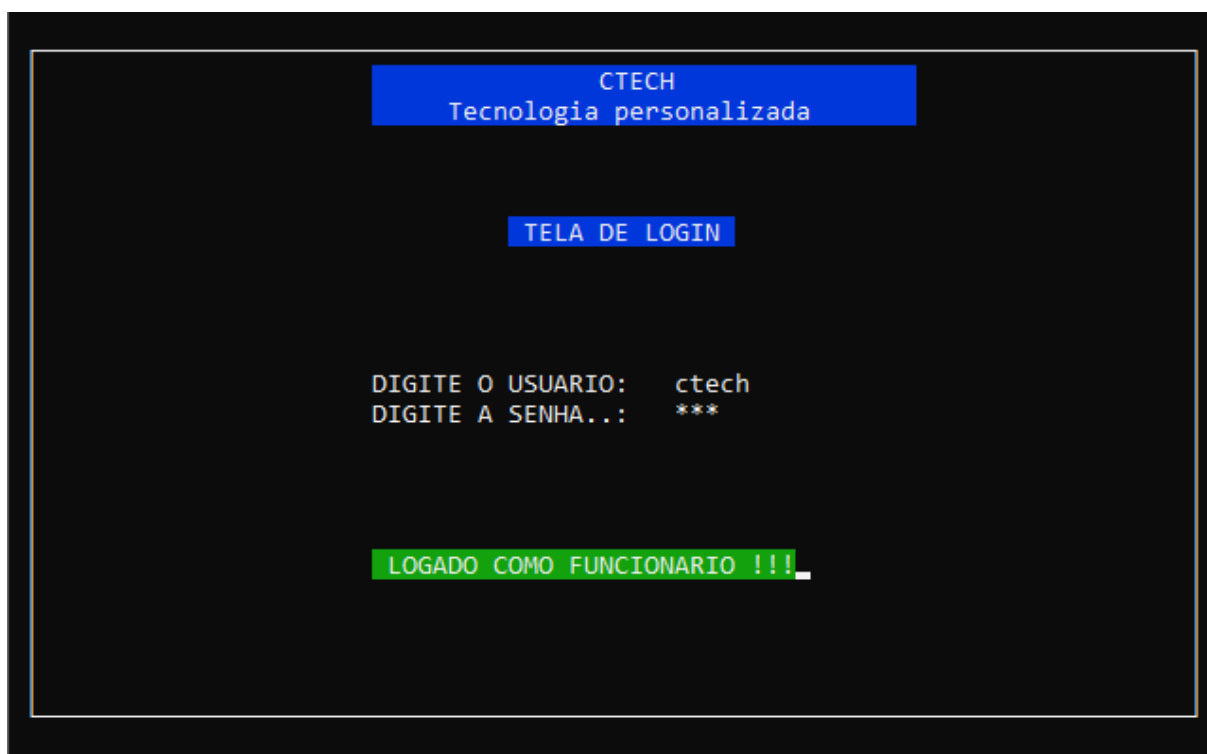 CTECH
Tecnologia personalizada
TELA DE LOGIN
DIGITE O USUARIO: ctech
DIGITE A SENHA..: ***
LOGADO COMO FUNCIONARIO !!!